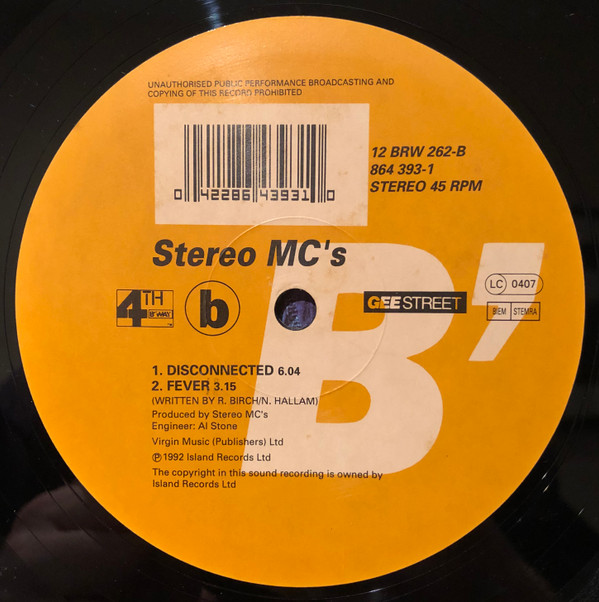 UNAUTHORISED PUBLIC PERFORMANCE BROADCASTING AND
COPYING OF THIS RECORD PROHIBITED
0 42286 43931 0
12 BRW 262-B
864 393-1
STEREO 45 RPM
Stereo MC's
4TH
B'WAY
b
GEE STREET
LC 0407
BIEM STEMRA
B'
1. DISCONNECTED 6.04
2. FEVER 3.15
(WRITTEN BY R. BIRCH/N. HALLAM)
Produced by Stereo MC's
Engineer: Al Stone
Virgin Music (Publishers) Ltd
℗ 1992 Island Records Ltd
The copyright in this sound recording is owned by
Island Records Ltd